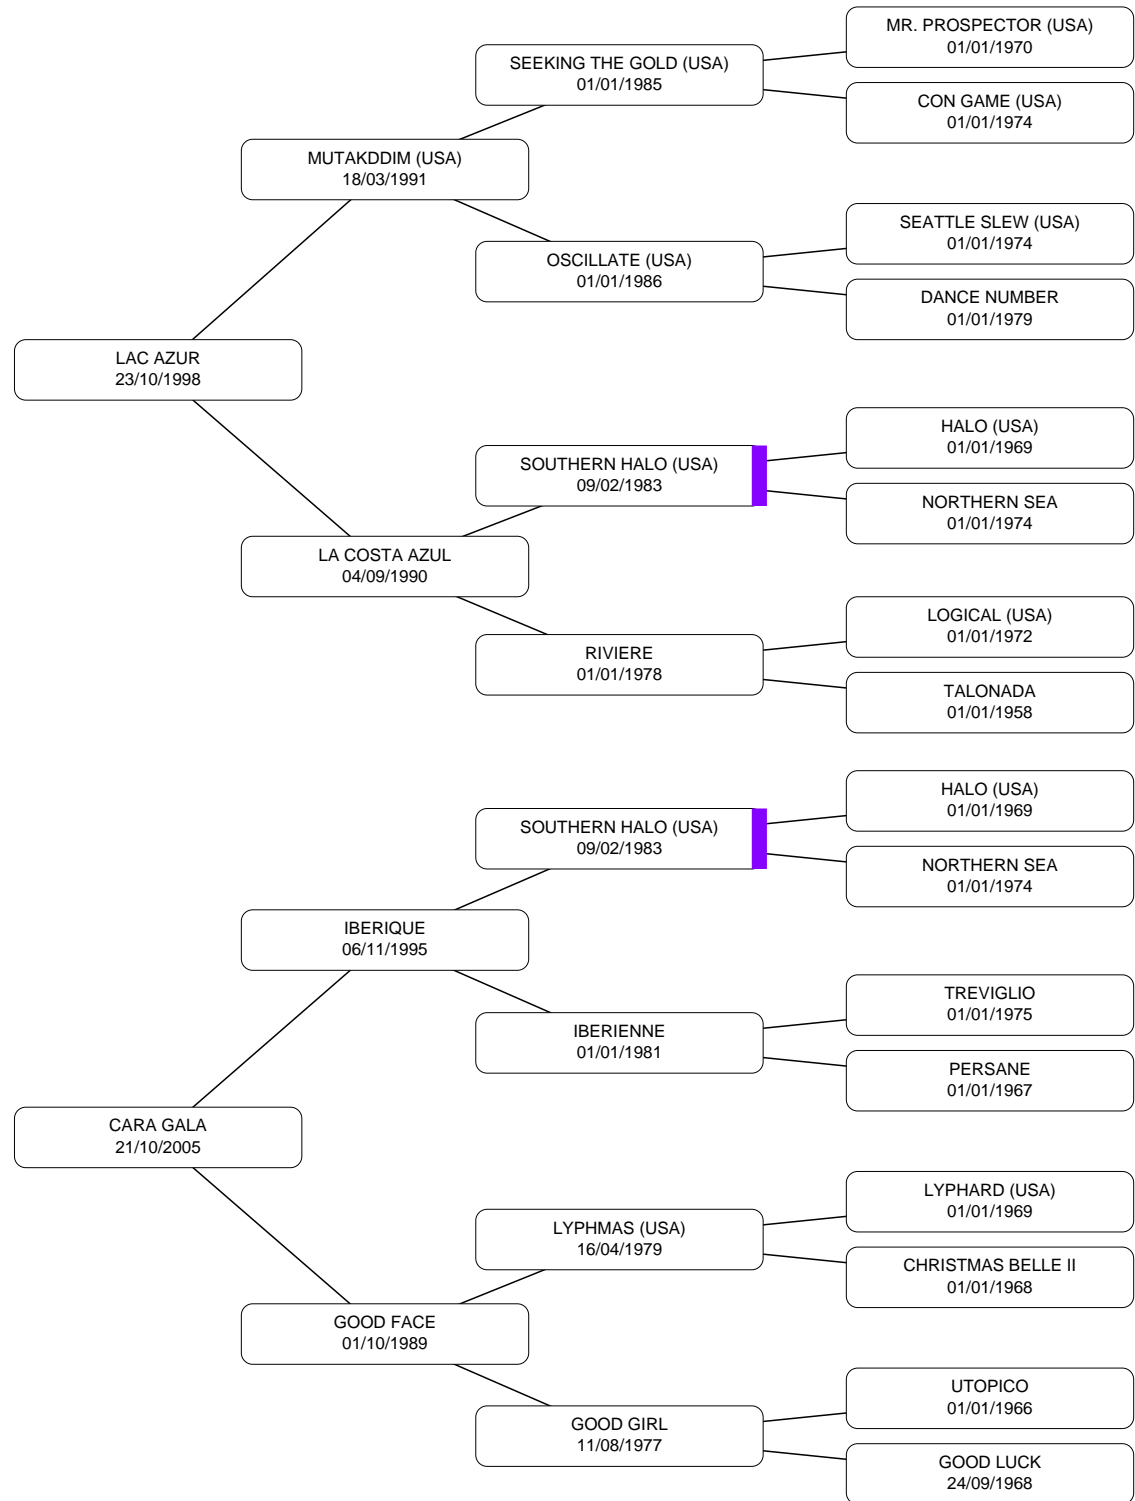 MR. PROSPECTOR (USA)
01/01/1970
SEEKING THE GOLD (USA)
01/01/1985
CON GAME (USA)
01/01/1974
MUTAKDDIM (USA)
18/03/1991
SEATTLE SLEW (USA)
01/01/1974
OSCILLATE (USA)
01/01/1986
DANCE NUMBER
01/01/1979
LAC AZUR
23/10/1998
HALO (USA)
01/01/1969
SOUTHERN HALO (USA)
09/02/1983
NORTHERN SEA
01/01/1974
LA COSTA AZUL
04/09/1990
LOGICAL (USA)
01/01/1972
RIVIERE
01/01/1978
TALONADA
01/01/1958
HALO (USA)
01/01/1969
SOUTHERN HALO (USA)
09/02/1983
NORTHERN SEA
01/01/1974
IBERIQUE
06/11/1995
TREVIGLIO
01/01/1975
IBERIENNE
01/01/1981
PERSANE
01/01/1967
CARA GALA
21/10/2005
LYPHARD (USA)
01/01/1969
LYPHMAS (USA)
16/04/1979
CHRISTMAS BELLE II
01/01/1968
GOOD FACE
01/10/1989
UTOPICO
01/01/1966
GOOD GIRL
11/08/1977
GOOD LUCK
24/09/1968